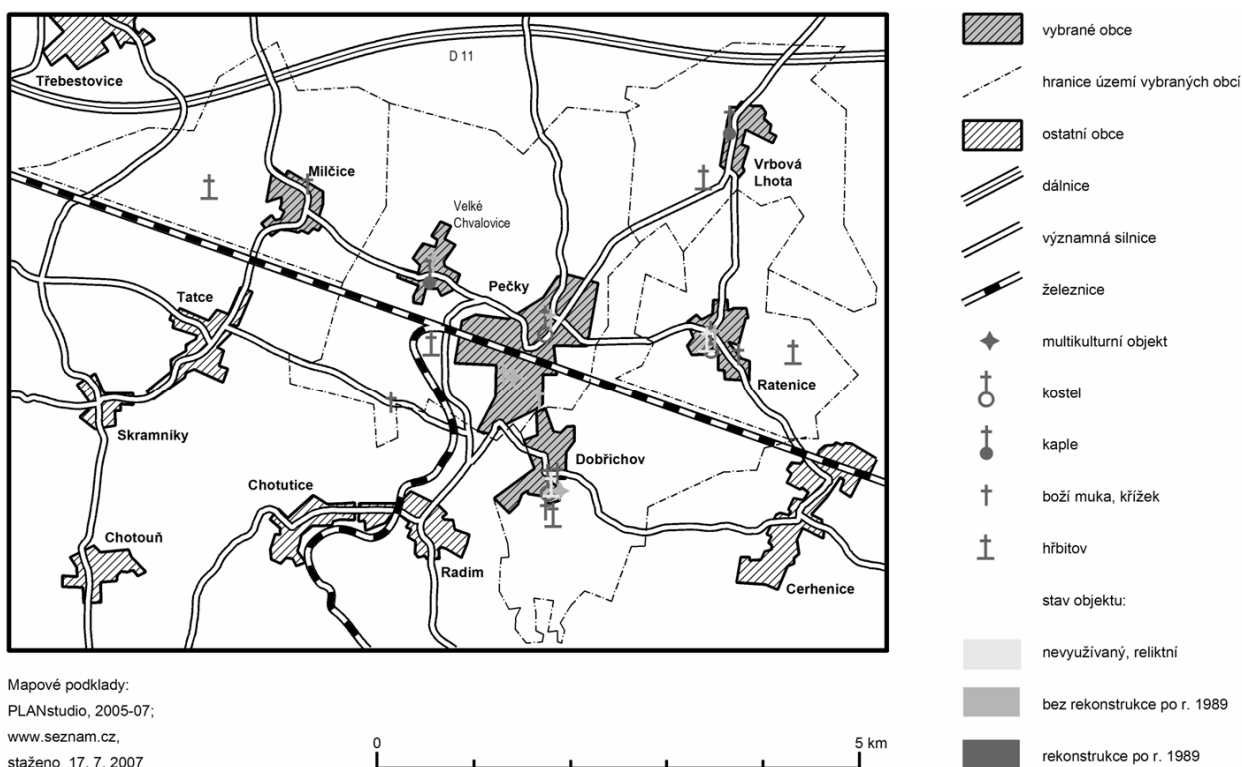 D 11
Třebestovice
Milčice
Vrbová
Lhota
Velké
Chvalovice
Pečky
Tatce
Ratenice
Skramníky
Dobřichov
Chotutice
Chotouň
Radim
Cerhenice
Mapové podklady:
PLANstudio, 2005-07;
www.seznam.cz,
staženo 17. 7. 2007
0
5 km
vybrané obce
hranice území vybraných obcí
ostatní obce
dálnice
významná silnice
železnice
multikulturní objekt
kostel
kaple
boží muka, křížek
hřbitov
stav objektu:
nevyužívaný, reliktní
bez rekonstrukce po r. 1989
rekonstrukce po r. 1989